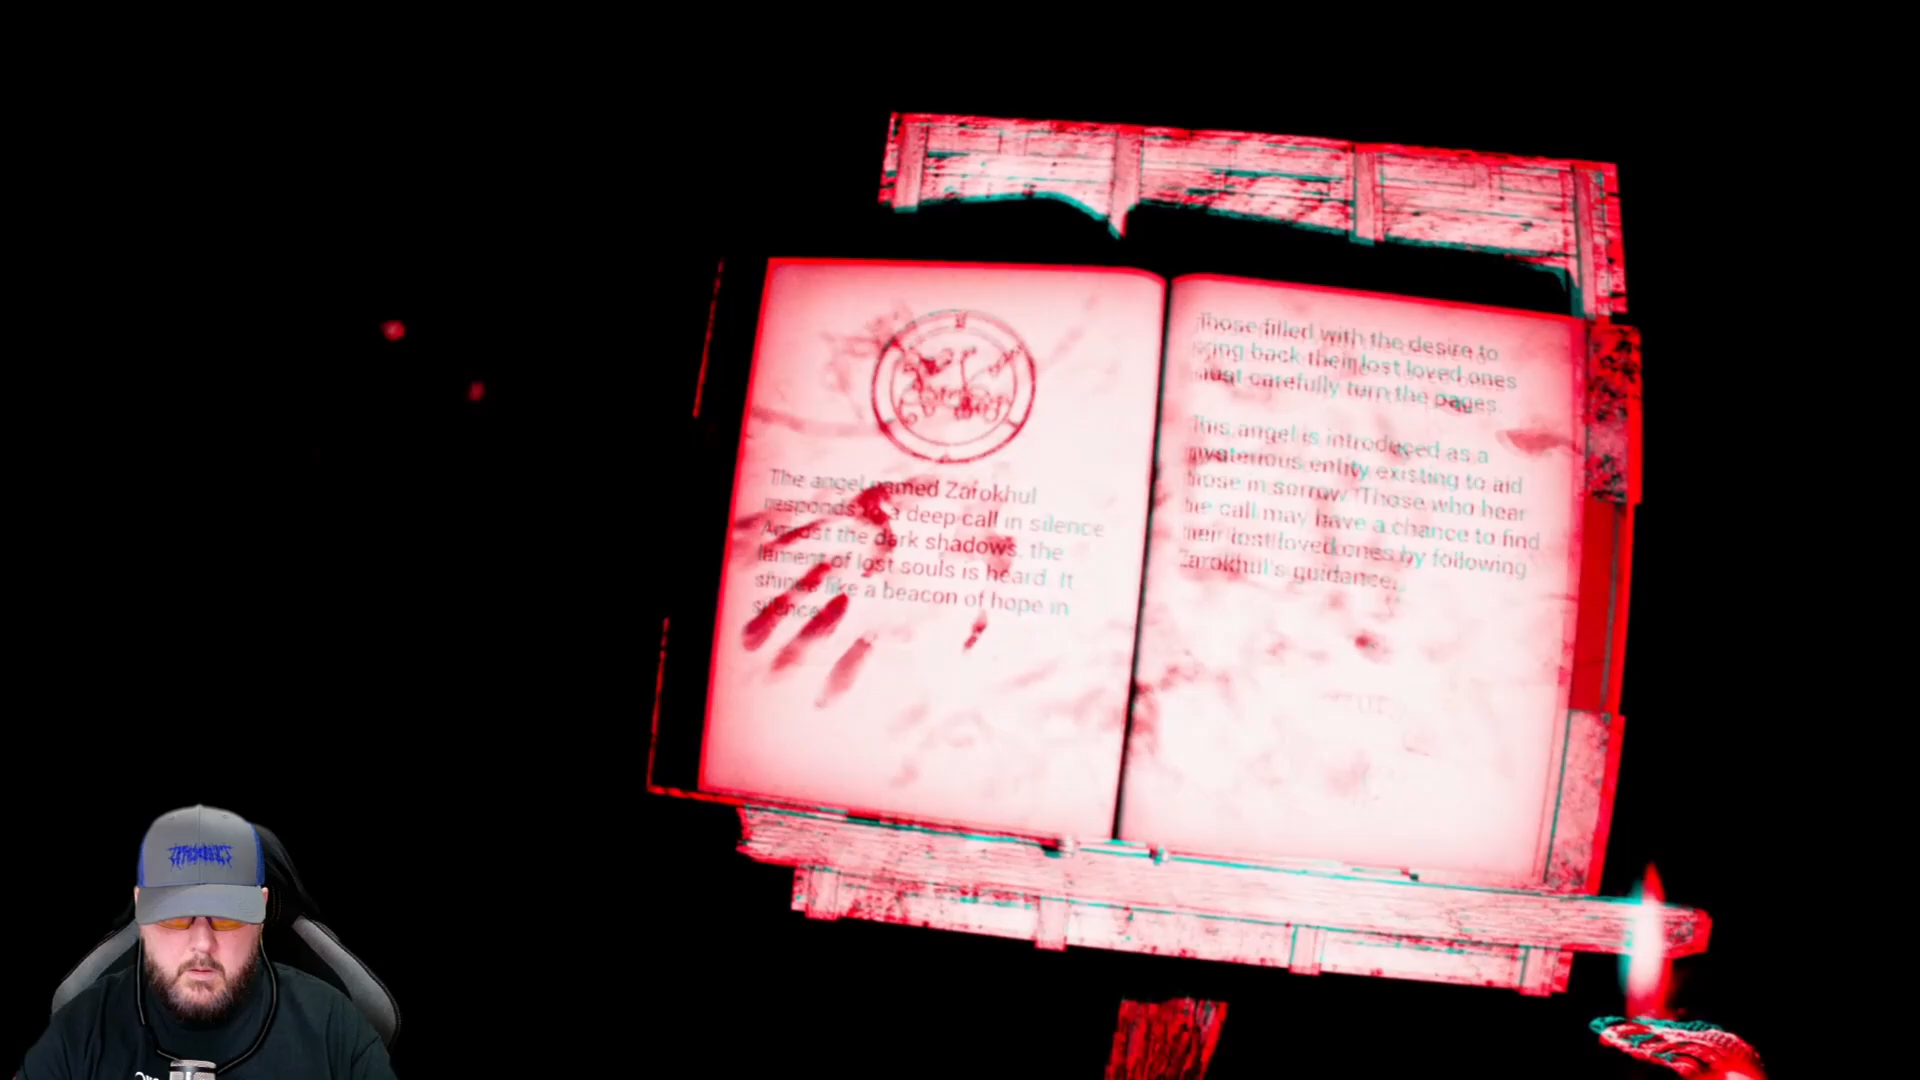 The angel named Zarokhul
responds to a deep call in silence
Amidst the dark shadows, the
lament of lost souls is heard. It
shines like a beacon of hope in
silence.
Those filled with the desire to
bring back their lost loved ones
must carefully turn the pages.
This angel is introduced as a
mysterious entity existing to aid
those in sorrow. Those who hear
the call may have a chance to find
their lost loved ones by following
Zarokhul's guidance.